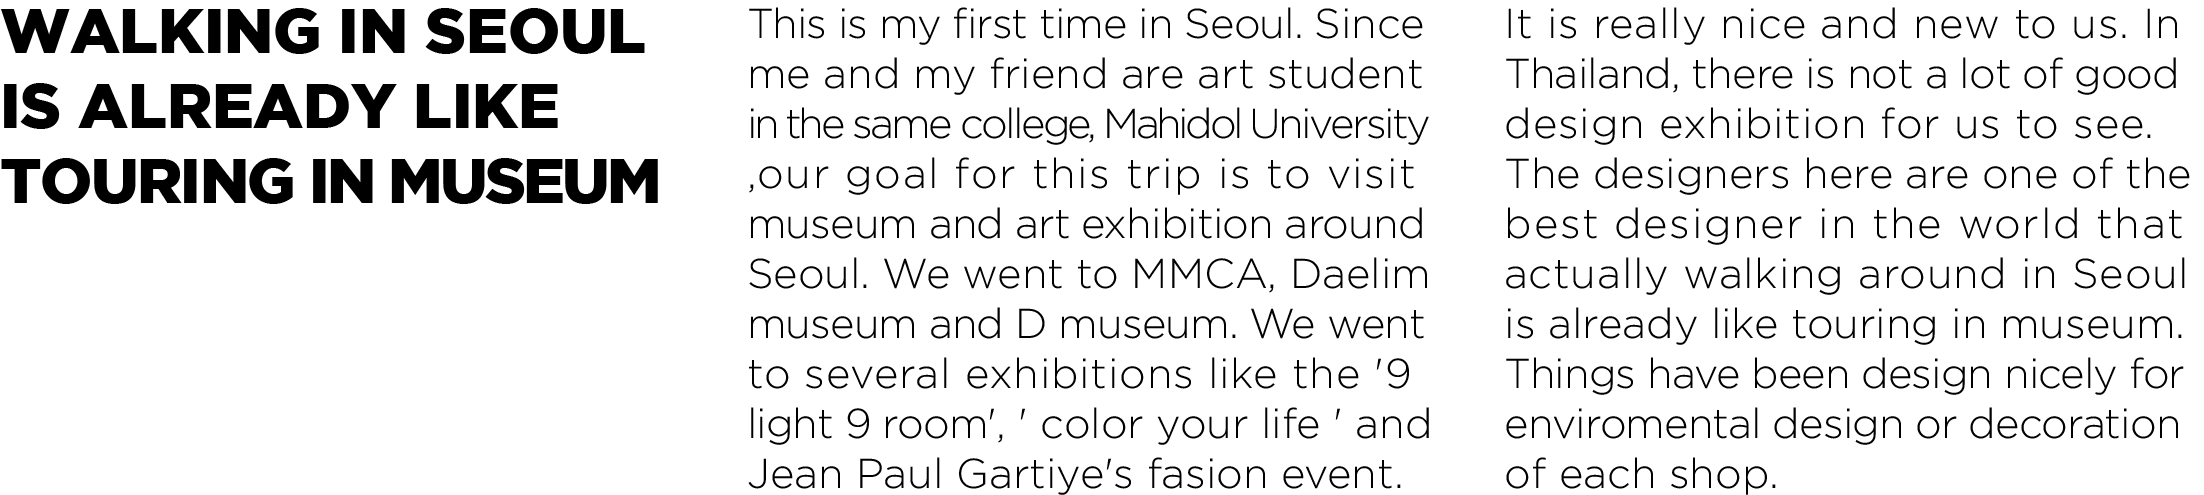 WALKING IN SEOUL
IS ALREADY LIKE
TOURING IN MUSEUM
This is my first time in Seoul. Since
me and my friend are art student
in the same college, Mahidol University
,our goal for this trip is to visit
museum and art exhibition around
Seoul. We went to MMCA, Daelim
museum and D museum. We went
to several exhibitions like the '9
light 9 room', ' color your life ' and
Jean Paul Gartiye's fasion event.
It is really nice and new to us. In
Thailand, there is not a lot of good
design exhibition for us to see.
The designers here are one of the
best designer in the world that
actually walking around in Seoul
is already like touring in museum.
Things have been design nicely for
enviromental design or decoration
of each shop.